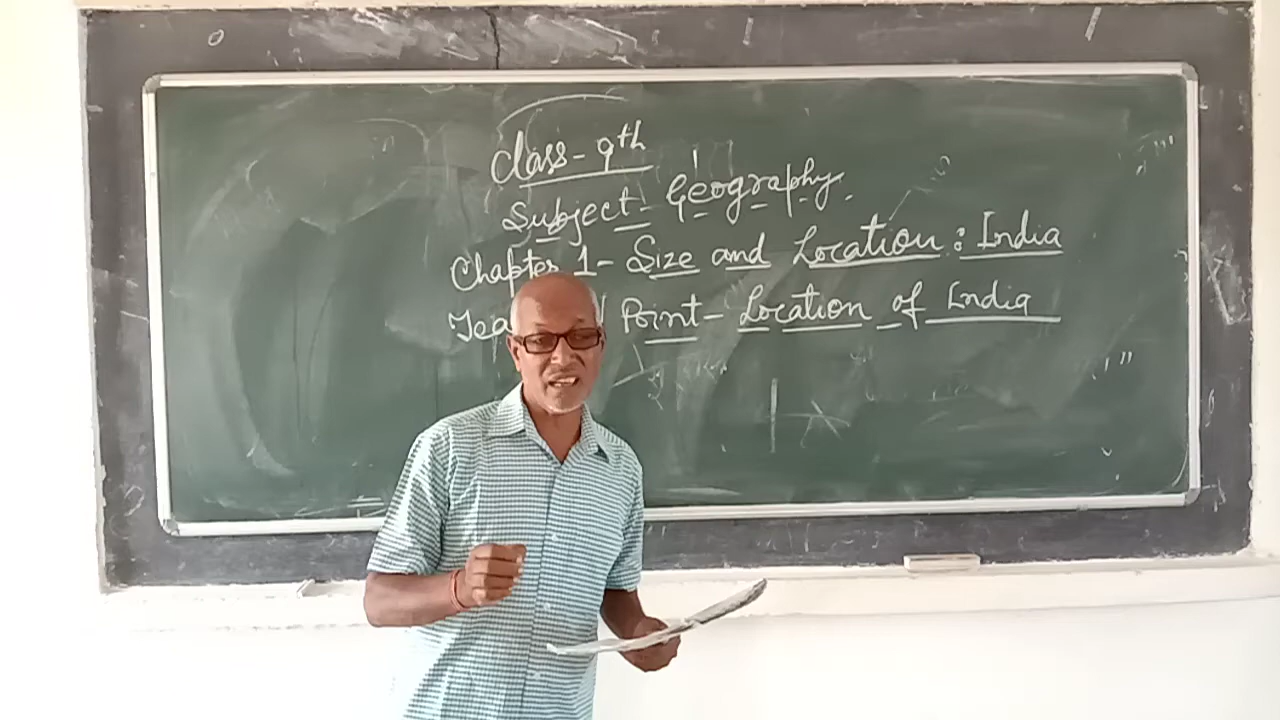 Class - 9th
Subject - Geography.
Chapter 1 - Size and Location : India
Point - Location of India